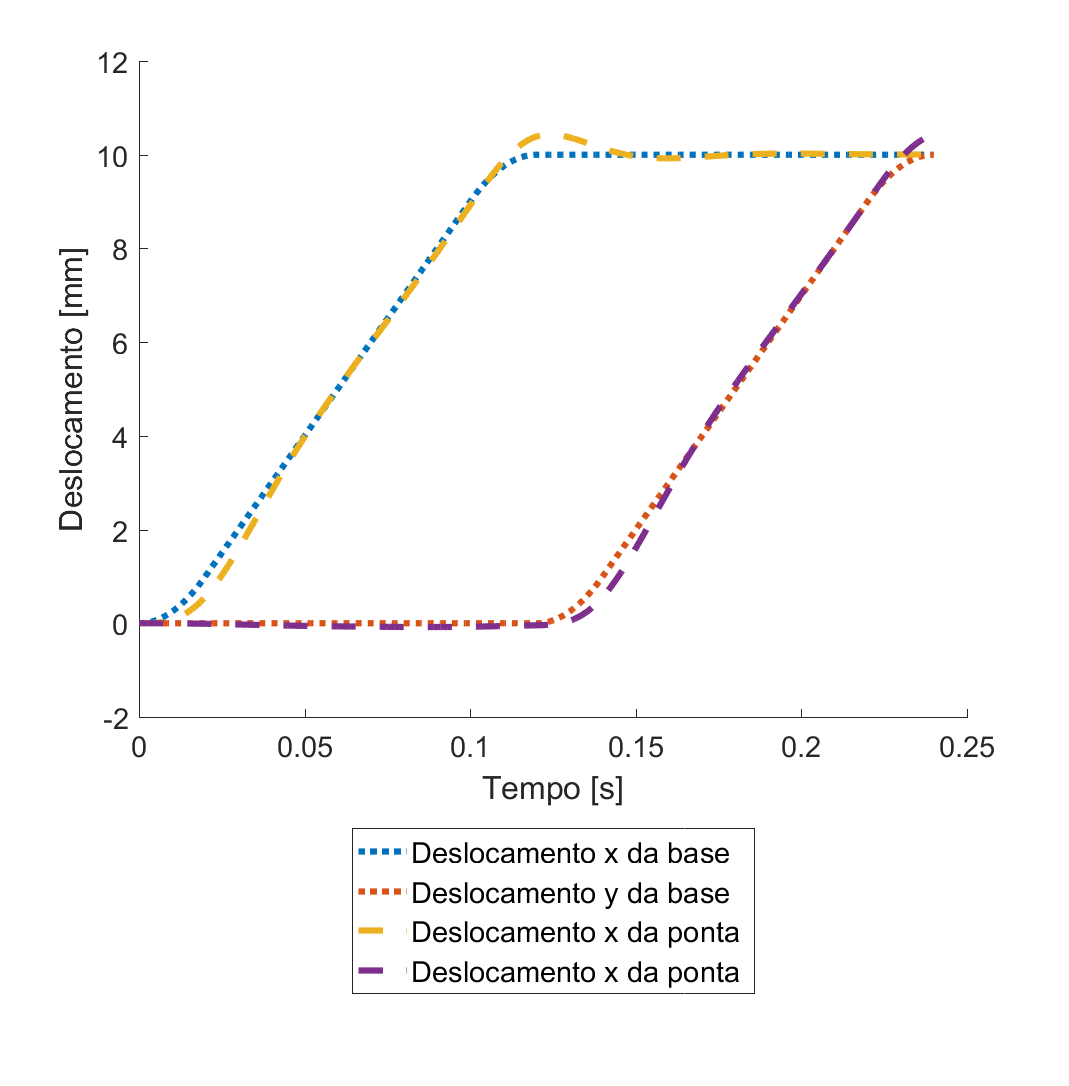 12
10
8
6
4
2
0
-2
Deslocamento [mm]
0 0.05 0.1 0.15 0.2 0.25
Tempo [s]
Deslocamento x da base
Deslocamento y da base
Deslocamento x da ponta
Deslocamento x da ponta